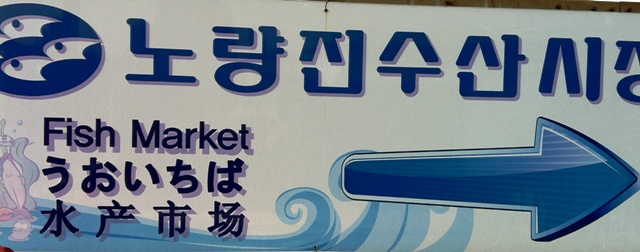 노량진수산시장
Fish Market
うおいちば
水产市场